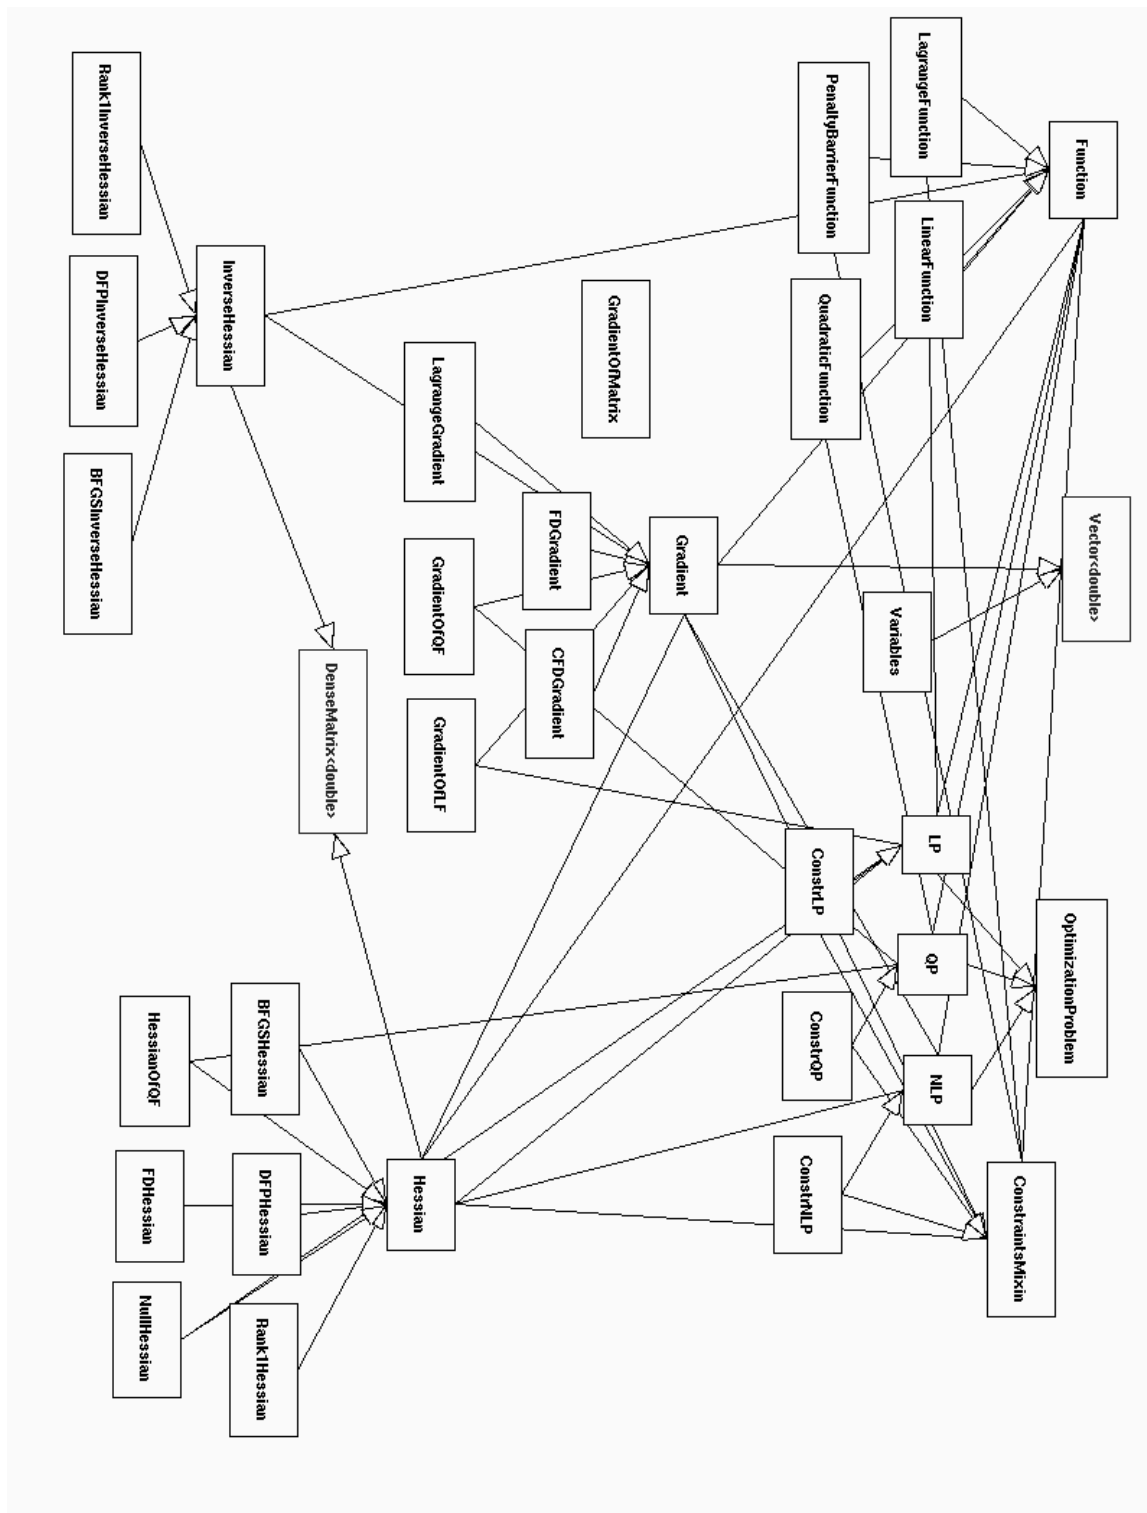 LagrangeFunction
Function
PenaltyBarrierFunction
LinearFunction
QuadraticFunction
GradientOfMatrix
Rank1InverseHessian
InverseHessian
DFPInverseHessian
BFGSInverseHessian
LagrangeGradient
FDGradient
Gradient
GradientOfQF
CFDGradient
GradientOfLF
Vector<double>
Variables
DenseMatrix<double>
LP
ConstrLP
OptimizationProblem
QP
ConstrQP
NLP
ConstrNLP
ConstraintsMixin
BFGSHessian
HessianOfQF
Hessian
FDHessian
DFPHessian
NullHessian
Rank1Hessian